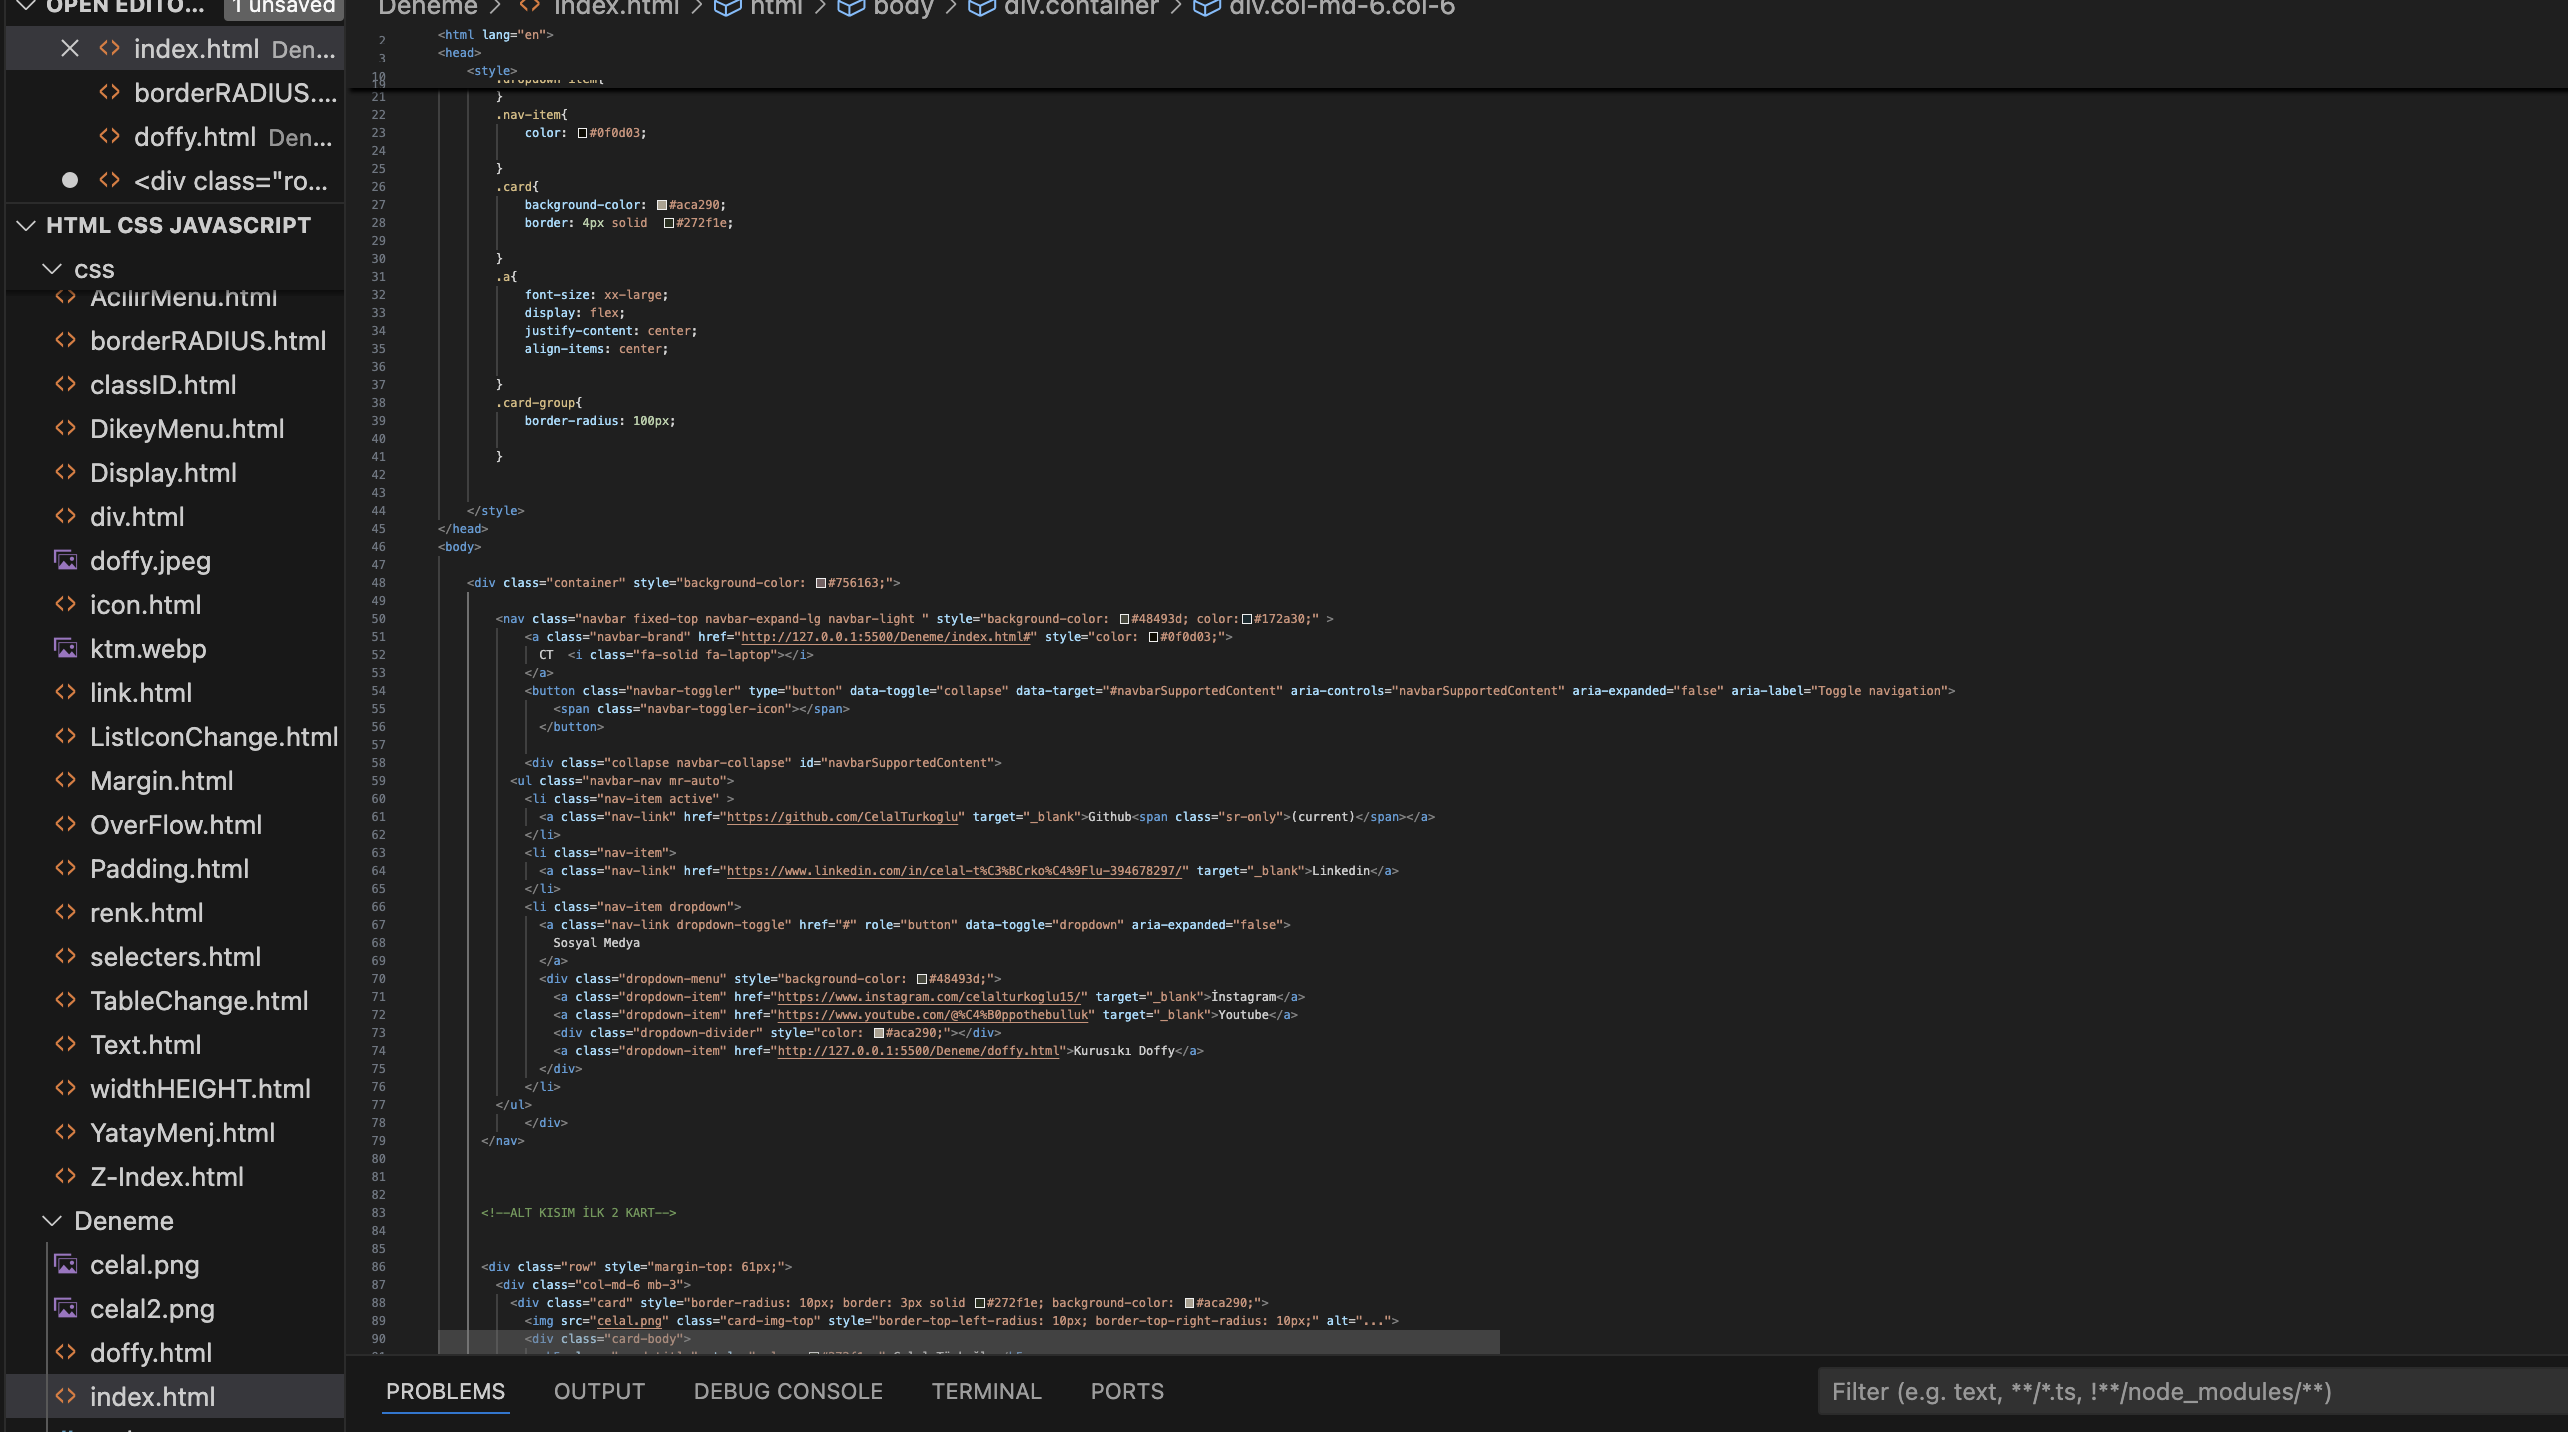 OPEN EDITO... 1 unsaved
index.html Den...
borderRADIUS....
doffy.html Den...
<div class="ro...
HTML CSS JAVASCRIPT
css
AcilirMenu.html
borderRADIUS.html
classID.html
DikeyMenu.html
Display.html
div.html
doffy.jpeg
icon.html
ktm.webp
link.html
ListIconChange.html
Margin.html
OverFlow.html
Padding.html
renk.html
selecters.html
TableChange.html
Text.html
widthHEIGHT.html
YatayMenj.html
Z-Index.html
Deneme
celal.png
celal2.png
doffy.html
index.html
Deneme > index.html > html > body > div.container > div.col-md-6.col-6
2 <html lang="en">
3 <head>
10 <style>
19 .dropdown-item{
21 }
22 .nav-item{
23 color: #0f0d03;
24
25 }
26 .card{
27 background-color: #aca290;
28 border: 4px solid #272f1e;
29
30 }
31 .a{
32 font-size: xx-large;
33 display: flex;
34 justify-content: center;
35 align-items: center;
36
37 }
38 .card-group{
39 border-radius: 100px;
40
41 }
42
43
44 </style>
45 </head>
46 <body>
47
48 <div class="container" style="background-color: #756163;">
49
50 <nav class="navbar fixed-top navbar-expand-lg navbar-light " style="background-color: #48493d; color:#172a30;" >
51 <a class="navbar-brand" href="http://127.0.0.1:5500/Deneme/index.html#" style="color: #0f0d03;">
52 CT <i class="fa-solid fa-laptop"></i>
53 </a>
54 <button class="navbar-toggler" type="button" data-toggle="collapse" data-target="#navbarSupportedContent" aria-controls="navbarSupportedContent" aria-expanded="false" aria-label="Toggle navigation">
55 <span class="navbar-toggler-icon"></span>
56 </button>
57
58 <div class="collapse navbar-collapse" id="navbarSupportedContent">
59 <ul class="navbar-nav mr-auto">
60 <li class="nav-item active" >
61 <a class="nav-link" href="https://github.com/CelalTurkoglu" target="_blank">Github<span class="sr-only">(current)</span></a>
62 </li>
63 <li class="nav-item">
64 <a class="nav-link" href="https://www.linkedin.com/in/celal-t%C3%BCrko%C4%9Flu-394678297/" target="_blank">Linkedin</a>
65 </li>
66 <li class="nav-item dropdown">
67 <a class="nav-link dropdown-toggle" href="#" role="button" data-toggle="dropdown" aria-expanded="false">
68 Sosyal Medya
69 </a>
70 <div class="dropdown-menu" style="background-color: #48493d;">
71 <a class="dropdown-item" href="https://www.instagram.com/celalturkoglu15/" target="_blank">İnstagram</a>
72 <a class="dropdown-item" href="https://www.youtube.com/@%C4%B0ppothebulluk" target="_blank">Youtube</a>
73 <div class="dropdown-divider" style="color: #aca290;"></div>
74 <a class="dropdown-item" href="http://127.0.0.1:5500/Deneme/doffy.html">Kurusıkı Doffy</a>
75 </div>
76 </li>
77 </ul>
78 </div>
79 </nav>
80
81
82
83 <!--ALT KISIM İLK 2 KART-->
84
85
86 <div class="row" style="margin-top: 61px;">
87 <div class="col-md-6 mb-3">
88 <div class="card" style="border-radius: 10px; border: 3px solid #272f1e; background-color: #aca290;">
89 <img src="celal.png" class="card-img-top" style="border-top-left-radius: 10px; border-top-right-radius: 10px;" alt="...">
90 <div class="card-body">
PROBLEMS OUTPUT DEBUG CONSOLE TERMINAL PORTS
Filter (e.g. text, **/*.ts, !**/node_modules/**)